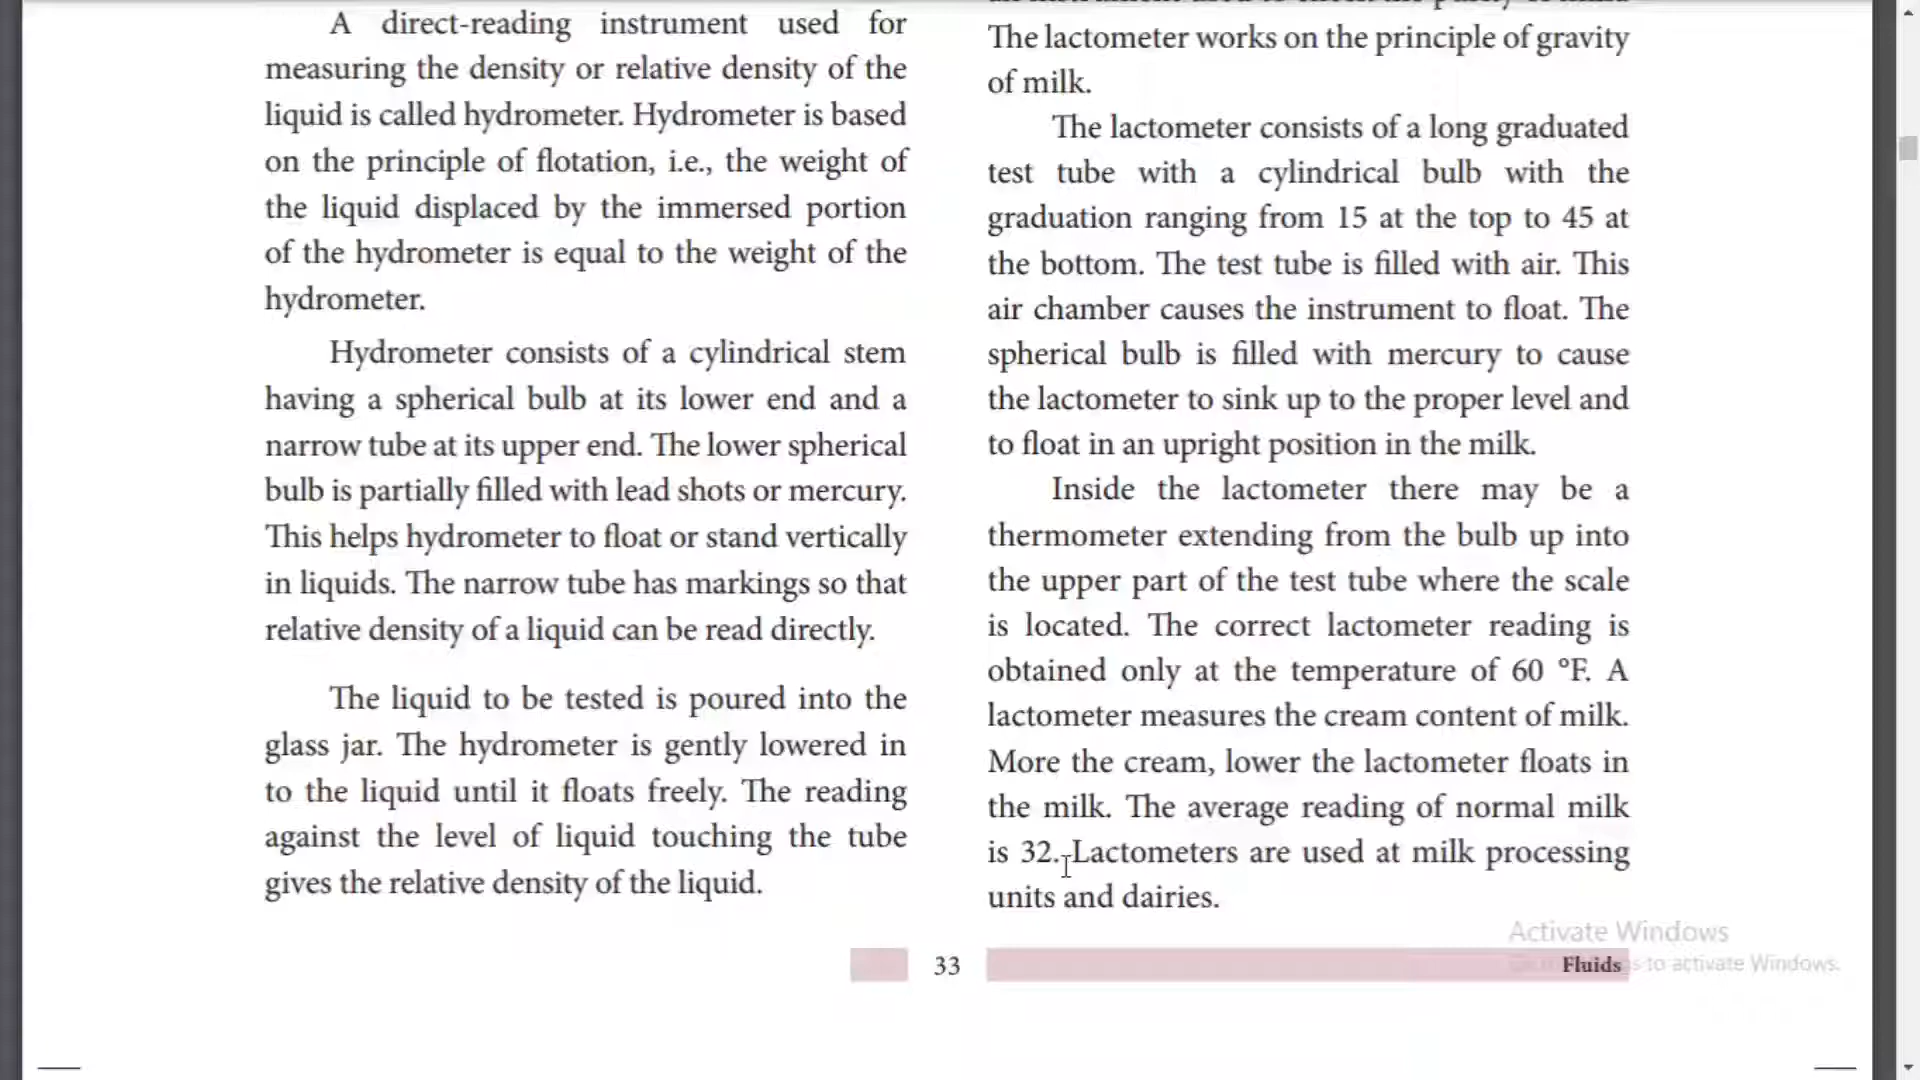 A direct-reading instrument used for
measuring the density or relative density of the
liquid is called hydrometer. Hydrometer is based
on the principle of flotation, i.e., the weight of
the liquid displaced by the immersed portion
of the hydrometer is equal to the weight of the
hydrometer.
Hydrometer consists of a cylindrical stem
having a spherical bulb at its lower end and a
narrow tube at its upper end. The lower spherical
bulb is partially filled with lead shots or mercury.
This helps hydrometer to float or stand vertically
in liquids. The narrow tube has markings so that
relative density of a liquid can be read directly.
The liquid to be tested is poured into the
glass jar. The hydrometer is gently lowered in
to the liquid until it floats freely. The reading
against the level of liquid touching the tube
gives the relative density of the liquid.
The lactometer works on the principle of gravity
of milk.
The lactometer consists of a long graduated
test tube with a cylindrical bulb with the
graduation ranging from 15 at the top to 45 at
the bottom. The test tube is filled with air. This
air chamber causes the instrument to float. The
spherical bulb is filled with mercury to cause
the lactometer to sink up to the proper level and
to float in an upright position in the milk.
Inside the lactometer there may be a
thermometer extending from the bulb up into
the upper part of the test tube where the scale
is located. The correct lactometer reading is
obtained only at the temperature of 60 °F. A
lactometer measures the cream content of milk.
More the cream, lower the lactometer floats in
the milk. The average reading of normal milk
is 32. Lactometers are used at milk processing
units and dairies.
33
Fluids
Activate Windows
to activate Windows.